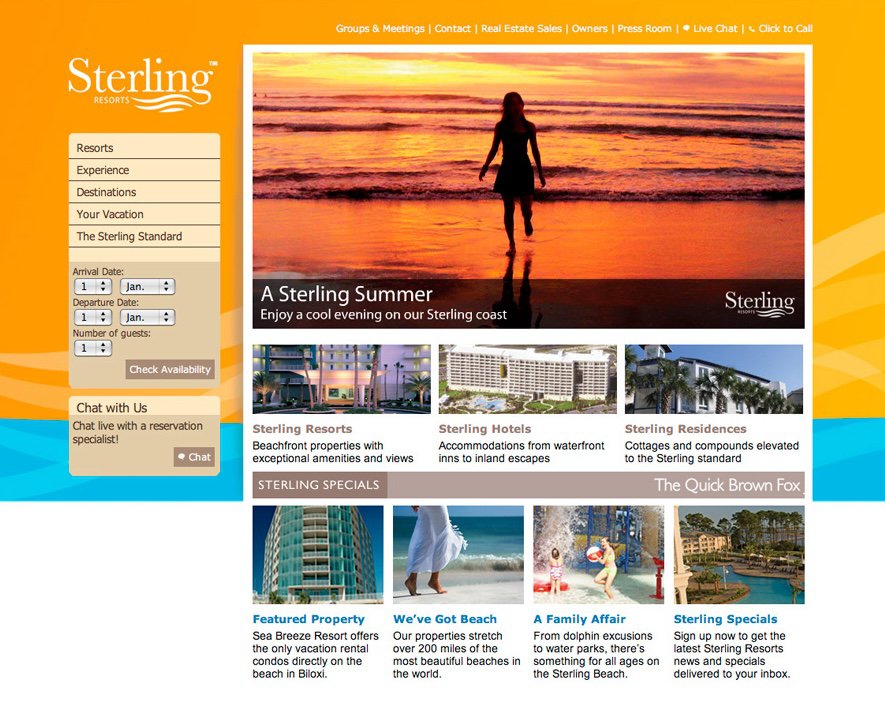 Groups & Meetings | Contact | Real Estate Sales | Owners | Press Room | Live Chat | Click to Call
Sterling™
RESORTS
Resorts
Experience
Destinations
Your Vacation
The Sterling Standard
Arrival Date:
1 Jan.
Departure Date:
1 Jan.
Number of guests:
1
Check Availability
Chat with Us
Chat live with a reservation
specialist!
Chat
A Sterling Summer
Enjoy a cool evening on our Sterling coast
Sterling
RESORTS
Sterling Resorts
Beachfront properties with
exceptional amenities and views
Sterling Hotels
Accommodations from waterfront
inns to inland escapes
Sterling Residences
Cottages and compounds elevated
to the Sterling standard
STERLING SPECIALS
The Quick Brown Fox
Featured Property
Sea Breeze Resort offers
the only vacation rental
condos directly on the
beach in Biloxi.
We've Got Beach
Our properties stretch
over 200 miles of the
most beautiful beaches in
the world.
A Family Affair
From dolphin excusions
to water parks, there's
something for all ages on
the Sterling Beach.
Sterling Specials
Sign up now to get the
latest Sterling Resorts
news and specials
delivered to your inbox.